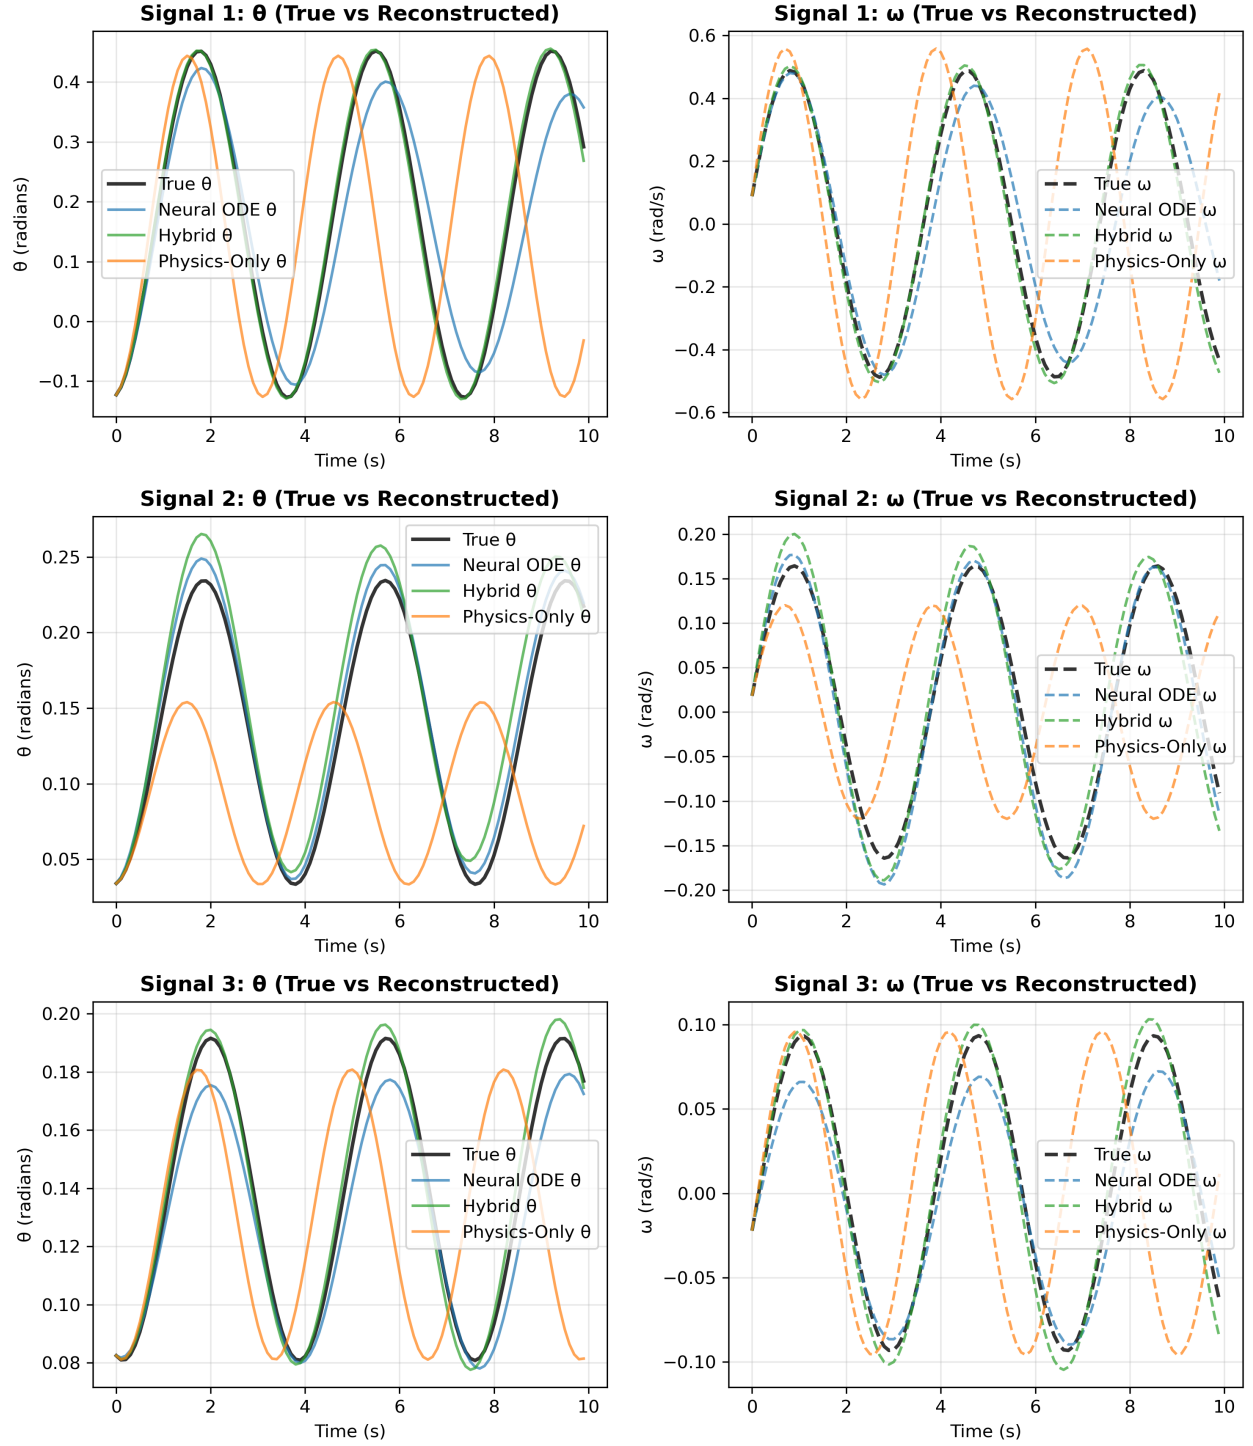 Signal 1: θ (True vs Reconstructed)
θ (radians)
0.4
0.3
0.2
0.1
0.0
−0.1
True θ
Neural ODE θ
Hybrid θ
Physics-Only θ
0 2 4 6 8 10
Time (s)
Signal 1: ω (True vs Reconstructed)
ω (rad/s)
0.6
0.4
0.2
0.0
−0.2
−0.4
−0.6
True ω
Neural ODE ω
Hybrid ω
Physics-Only ω
0 2 4 6 8 10
Time (s)
Signal 2: θ (True vs Reconstructed)
θ (radians)
0.25
0.20
0.15
0.10
0.05
True θ
Neural ODE θ
Hybrid θ
Physics-Only θ
0 2 4 6 8 10
Time (s)
Signal 2: ω (True vs Reconstructed)
ω (rad/s)
0.20
0.15
0.10
0.05
0.00
−0.05
−0.10
−0.15
−0.20
True ω
Neural ODE ω
Hybrid ω
Physics-Only ω
0 2 4 6 8 10
Time (s)
Signal 3: θ (True vs Reconstructed)
θ (radians)
0.20
0.18
0.16
0.14
0.12
0.10
0.08
True θ
Neural ODE θ
Hybrid θ
Physics-Only θ
0 2 4 6 8 10
Time (s)
Signal 3: ω (True vs Reconstructed)
ω (rad/s)
0.10
0.05
0.00
−0.05
−0.10
True ω
Neural ODE ω
Hybrid ω
Physics-Only ω
0 2 4 6 8 10
Time (s)